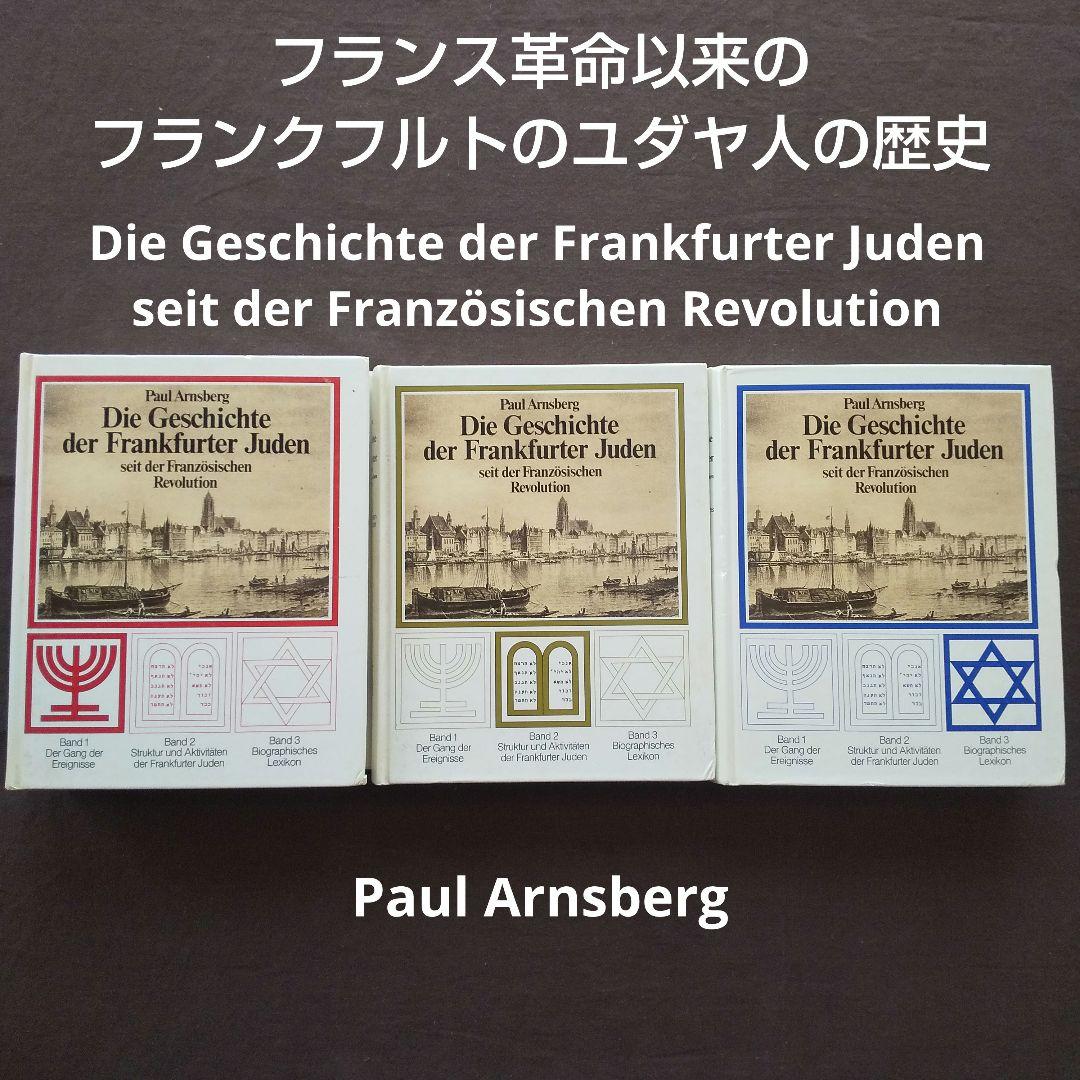 フランス革命以来の
フランクフルトのユダヤ人の歴史
Die Geschichte der Frankfurter Juden
seit der Französischen Revolution
Paul Arnsberg
Die Geschichte
der Frankfurter Juden
seit der Französischen
Revolution
Band 1
Der Gang der
Ereignisse
Band 2
Struktur und Aktivitäten
der Frankfurter Juden
Band 3
Biographisches
Lexikon
Paul Arnsberg
Die Geschichte
der Frankfurter Juden
seit der Französischen
Revolution
Band 1
Der Gang der
Ereignisse
Band 2
Struktur und Aktivitäten
der Frankfurter Juden
Band 3
Biographisches
Lexikon
Paul Arnsberg
Die Geschichte
der Frankfurter Juden
seit der Französischen
Revolution
Band 1
Der Gang der
Ereignisse
Band 2
Struktur und Aktivitäten
der Frankfurter Juden
Band 3
Biographisches
Lexikon
Paul Arnsberg